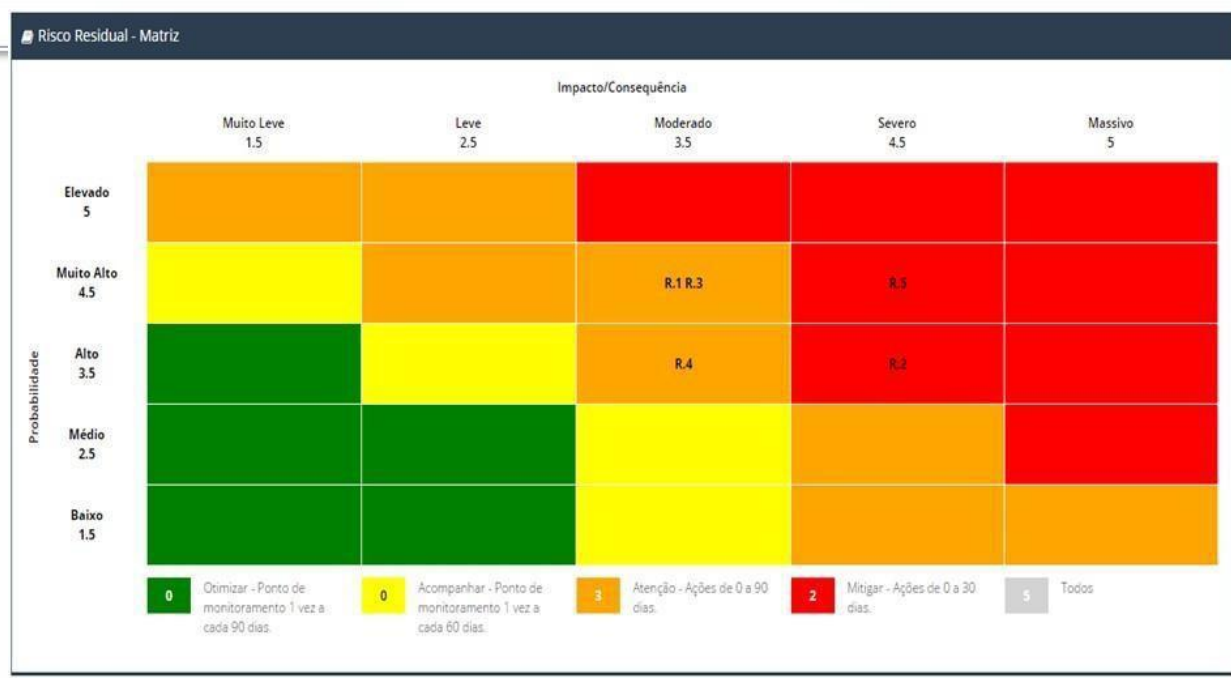 Risco Residual - Matriz
Impacto/Consequência
Muito Leve
1.5
Leve
2.5
Moderado
3.5
Severo
4.5
Massivo
5
Probabilidade
Elevado
5
Muito Alto
4.5
R.1 R.3
R.5
Alto
3.5
R.4
R.2
Médio
2.5
Baixo
1.5
0
Otimizar - Ponto de
monitoramento 1 vez a
cada 90 dias.
0
Acompanhar - Ponto de
monitoramento 1 vez a
cada 60 dias.
3
Atenção - Ações de 0 a 90
dias.
2
Mitigar - Ações de 0 a 30
dias.
5
Todos